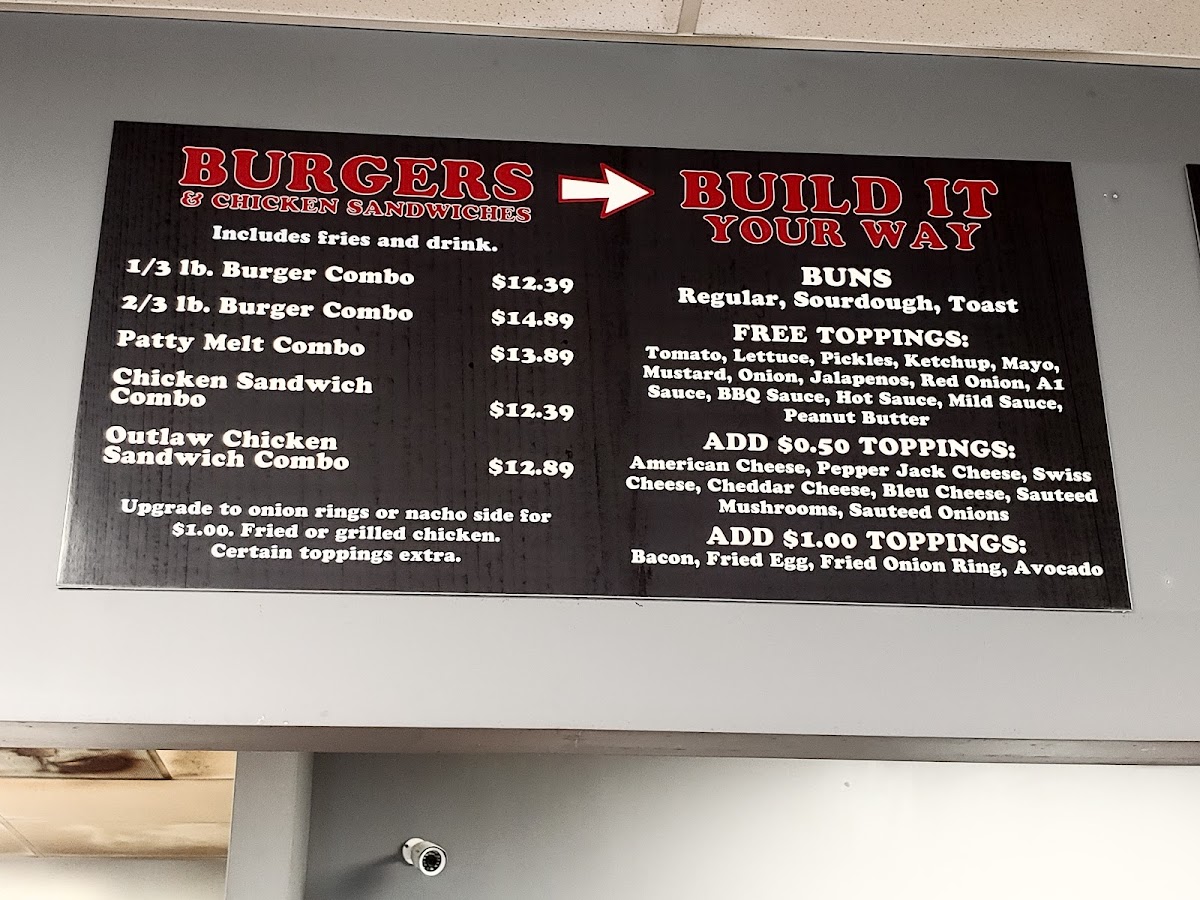 BURGERS
& CHICKEN SANDWICHES
Includes fries and drink.
1/3 lb. Burger Combo $12.39
2/3 lb. Burger Combo $14.89
Patty Melt Combo $13.89
Chicken Sandwich
Combo $12.39
Outlaw Chicken
Sandwich Combo $12.89
Upgrade to onion rings or nacho side for
$1.00. Fried or grilled chicken.
Certain toppings extra.
BUILD IT
YOUR WAY
BUNS
Regular, Sourdough, Toast
FREE TOPPINGS:
Tomato, Lettuce, Pickles, Ketchup, Mayo,
Mustard, Onion, Jalapenos, Red Onion, A1
Sauce, BBQ Sauce, Hot Sauce, Mild Sauce,
Peanut Butter
ADD $0.50 TOPPINGS:
American Cheese, Pepper Jack Cheese, Swiss
Cheese, Cheddar Cheese, Bleu Cheese, Sauteed
Mushrooms, Sauteed Onions
ADD $1.00 TOPPINGS:
Bacon, Fried Egg, Fried Onion Ring, Avocado